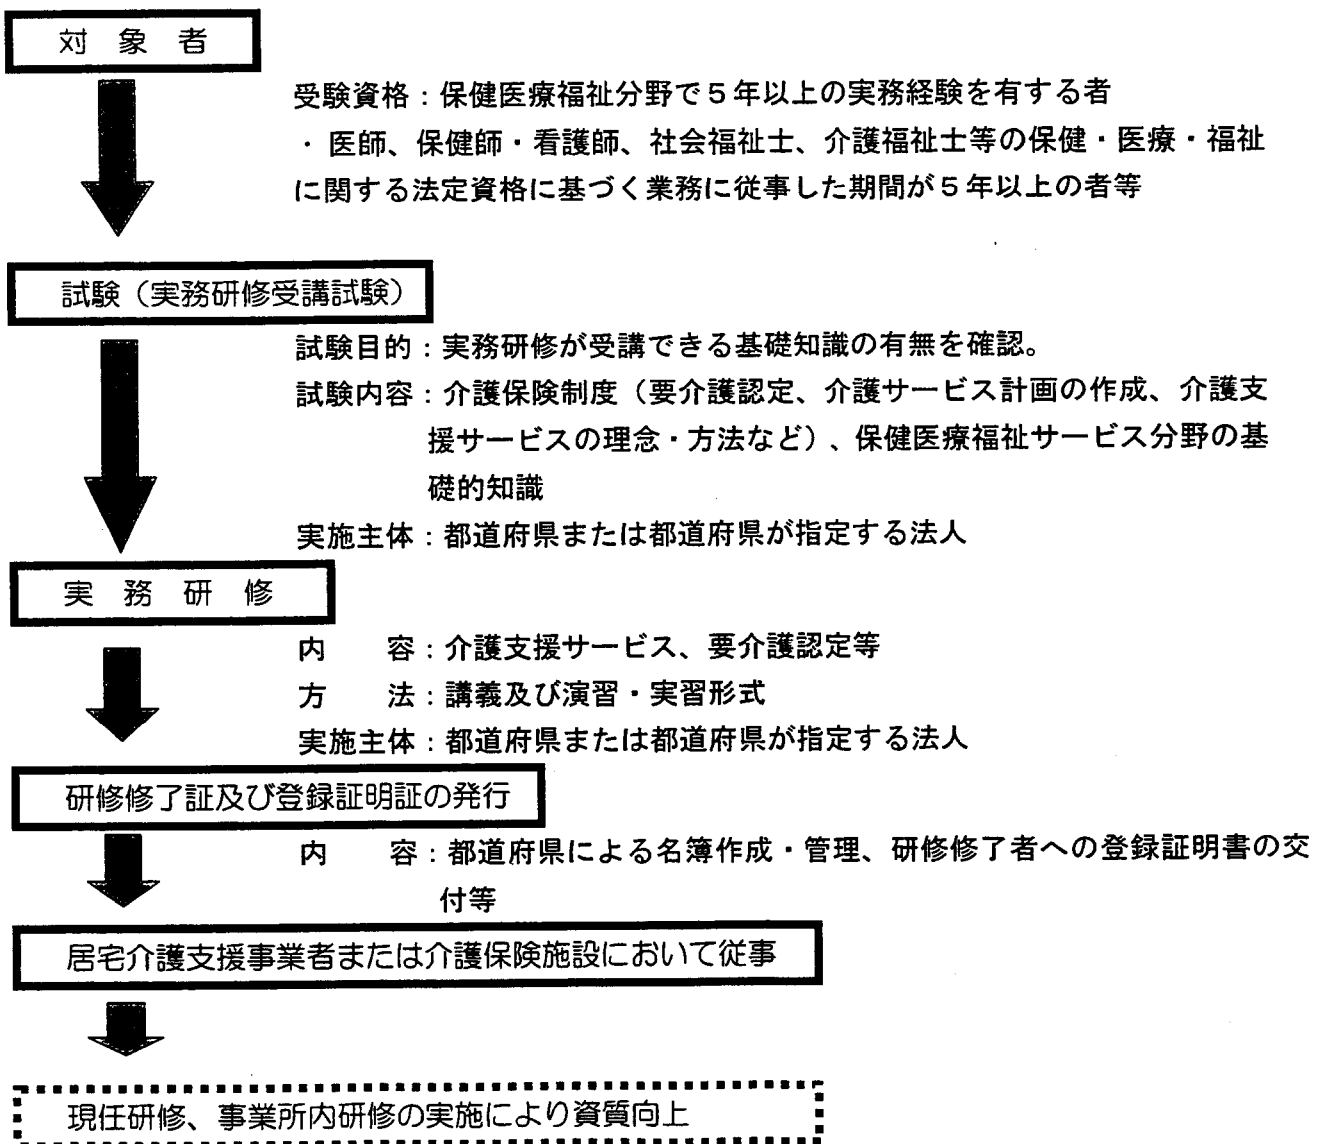 対 象 者
受験資格：保健医療福祉分野で５年以上の実務経験を有する者
・医師、保健師・看護師、社会福祉士、介護福祉士等の保健・医療・福祉
に関する法定資格に基づく業務に従事した期間が５年以上の者等
試験（実務研修受講試験）
試験目的：実務研修が受講できる基礎知識の有無を確認。
試験内容：介護保険制度（要介護認定、介護サービス計画の作成、介護支
援サービスの理念・方法など）、保健医療福祉サービス分野の基
礎的知識
実施主体：都道府県または都道府県が指定する法人
実 務 研 修
内　　容：介護支援サービス、要介護認定等
方　　法：講義及び演習・実習形式
実施主体：都道府県または都道府県が指定する法人
研修修了証及び登録証明証の発行
内　　容：都道府県による名簿作成・管理、研修修了者への登録証明書の交
付等
居宅介護支援事業者または介護保険施設において従事
現任研修、事業所内研修の実施により資質向上